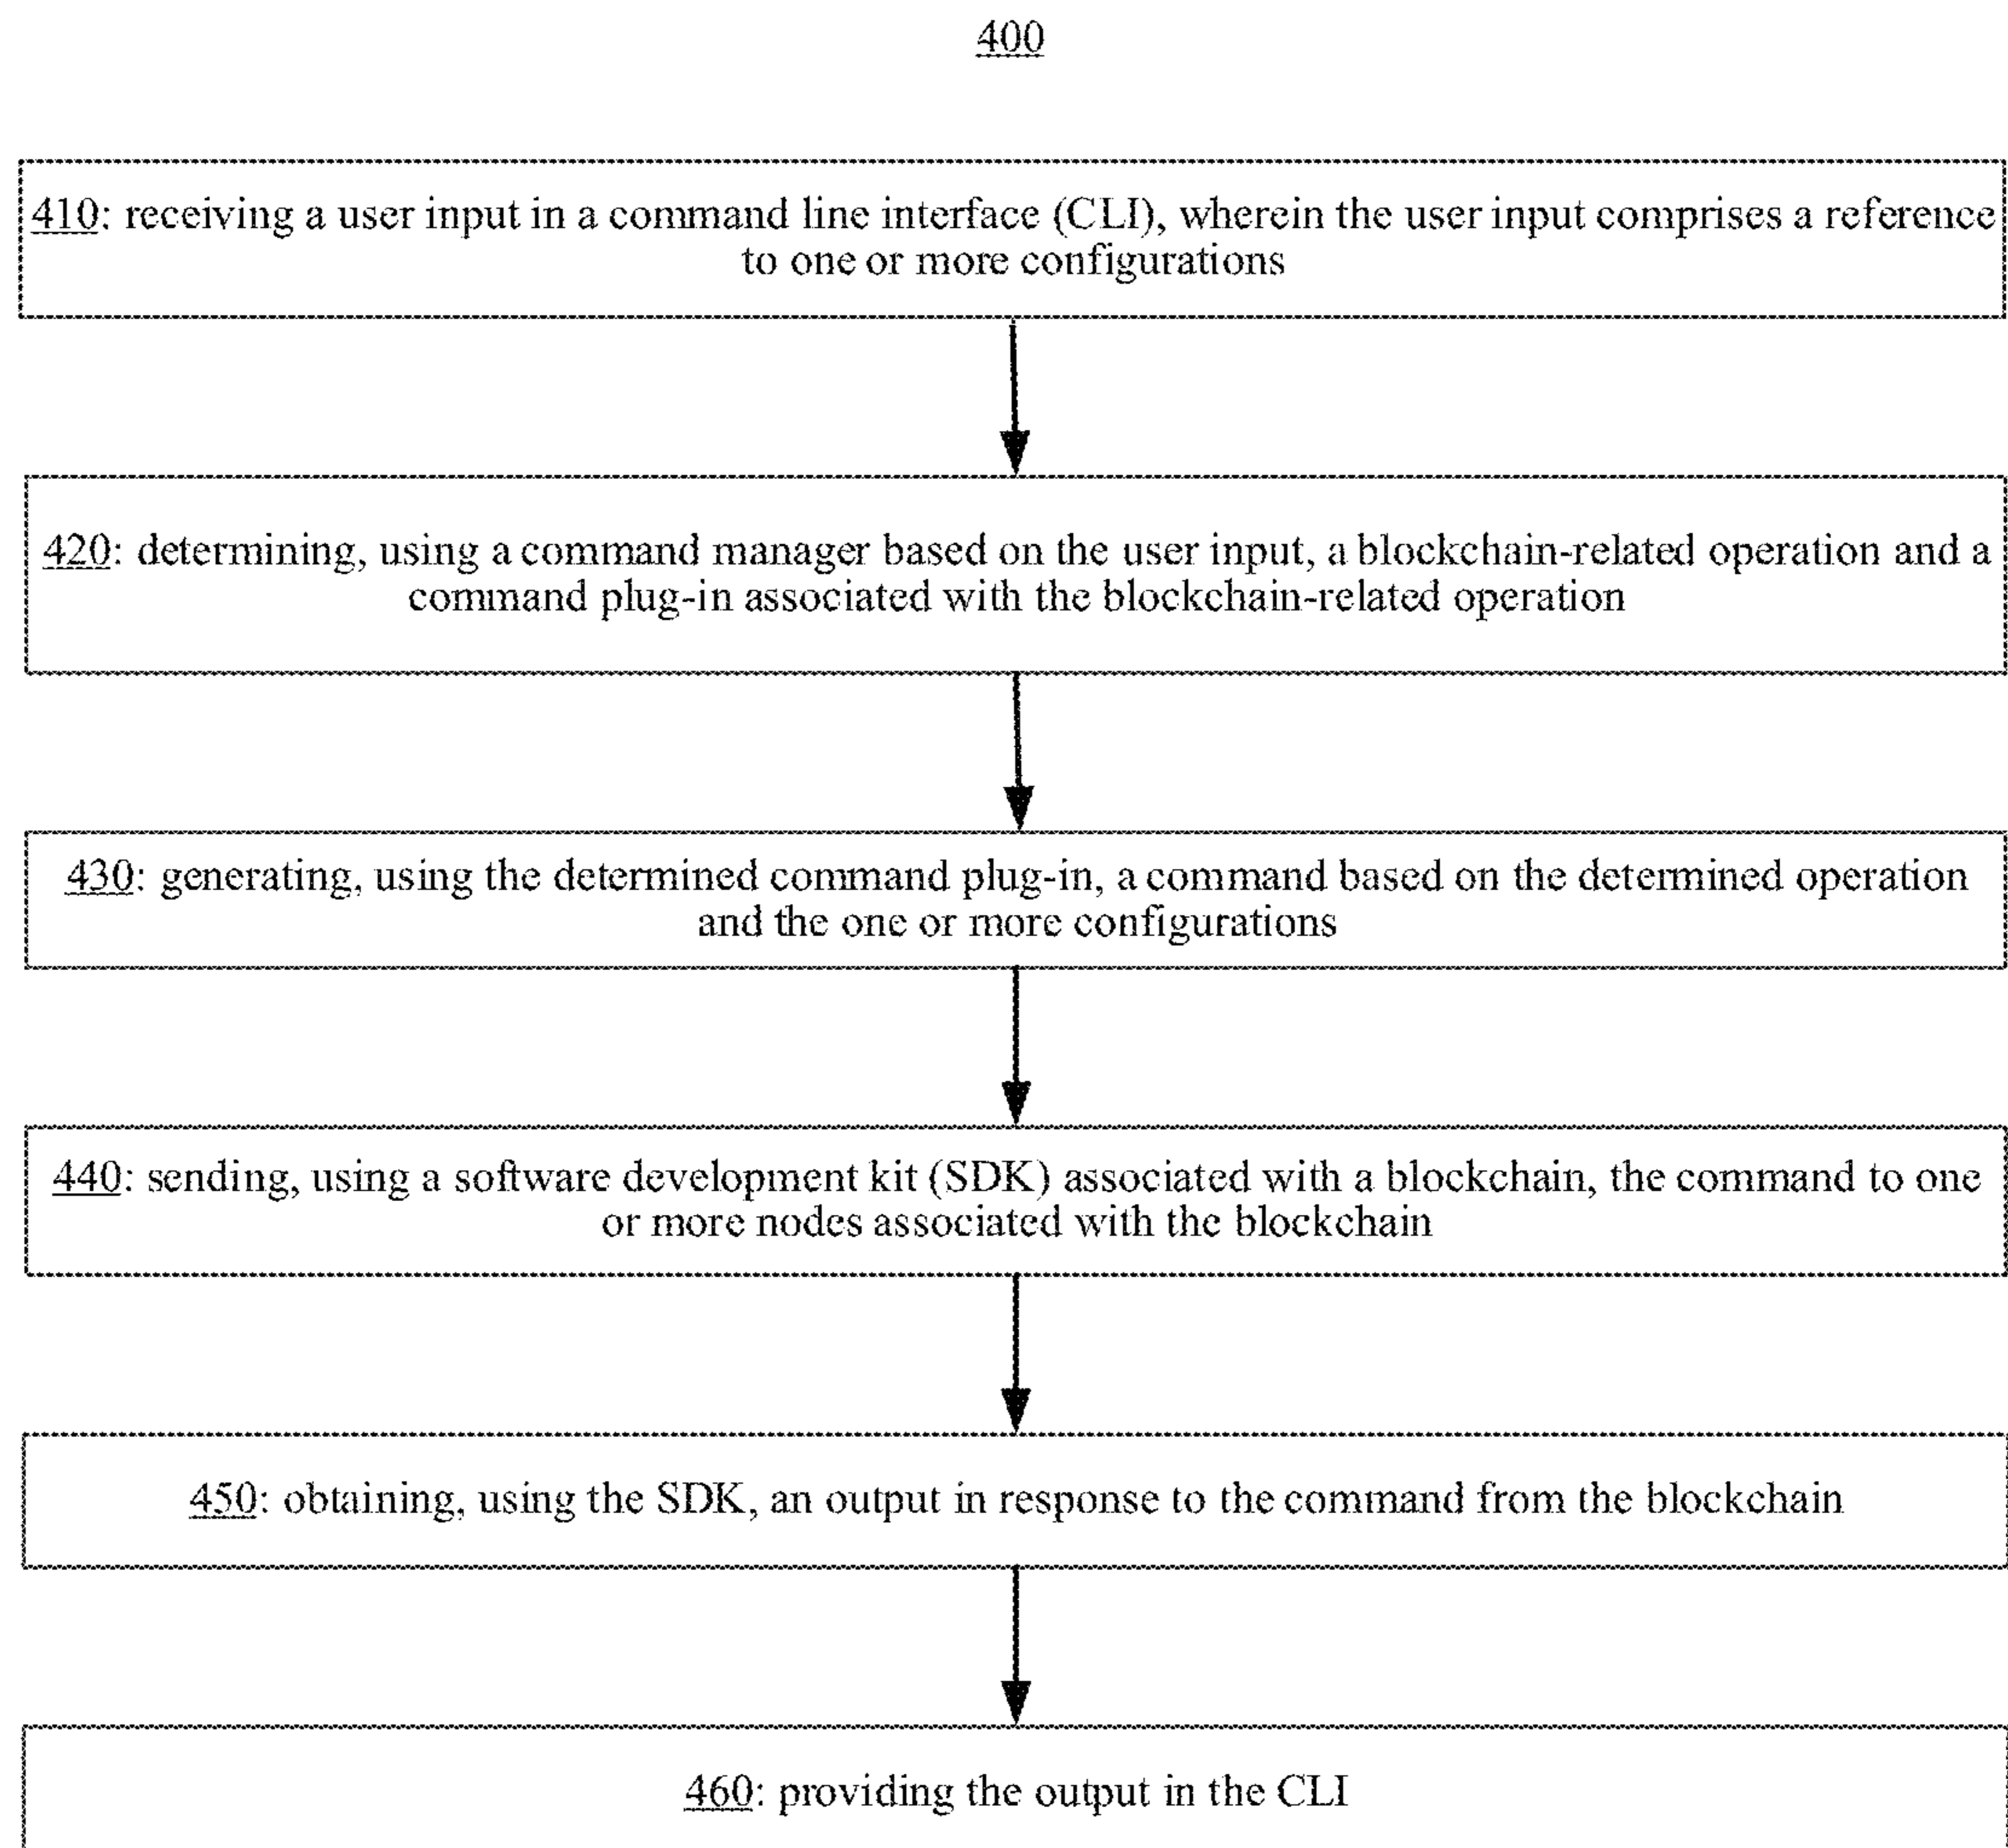 400
410: receiving a user input in a command line interface (CLI), wherein the user input comprises a reference
to one or more configurations
420: determining, using a command manager based on the user input, a blockchain-related operation and a
command plug-in associated with the blockchain-related operation
430: generating, using the determined command plug-in, a command based on the determined operation
and the one or more configurations
440: sending, using a software development kit (SDK) associated with a blockchain, the command to one
or more nodes associated with the blockchain
450: obtaining, using the SDK, an output in response to the command from the blockchain
460: providing the output in the CLI